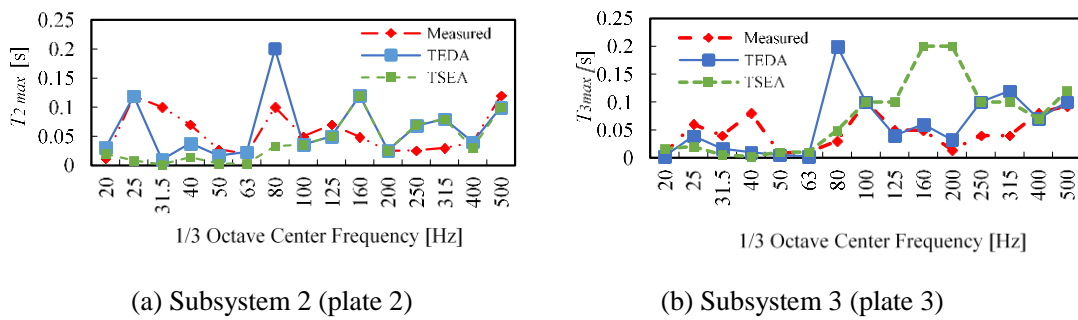 0.25
0.2
0.15
0.1
0.05
0
T2 max [s]
Measured
TEDA
TSEA
20 25 31.5 40 50 63 80 100 125 160 200 250 315 400 500
1/3 Octave Center Frequency [Hz]
(a) Subsystem 2 (plate 2)
0.25
0.2
0.15
0.1
0.05
0
T3max [s]
Measured
TEDA
TSEA
20 25 31.5 40 50 63 80 100 125 160 200 250 315 400 500
1/3 Octave Center Frequency [Hz]
(b) Subsystem 3 (plate 3)